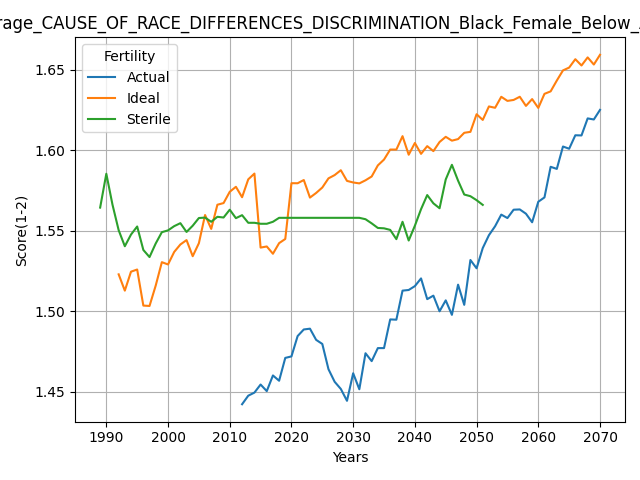 rage_CAUSE_OF_RACE_DIFFERENCES_DISCRIMINATION_Black_Female_Below_
Fertility
Actual
Ideal
Sterile
Score(1-2)
1.65
1.60
1.55
1.50
1.45
1990 2000 2010 2020 2030 2040 2050 2060 2070
Years